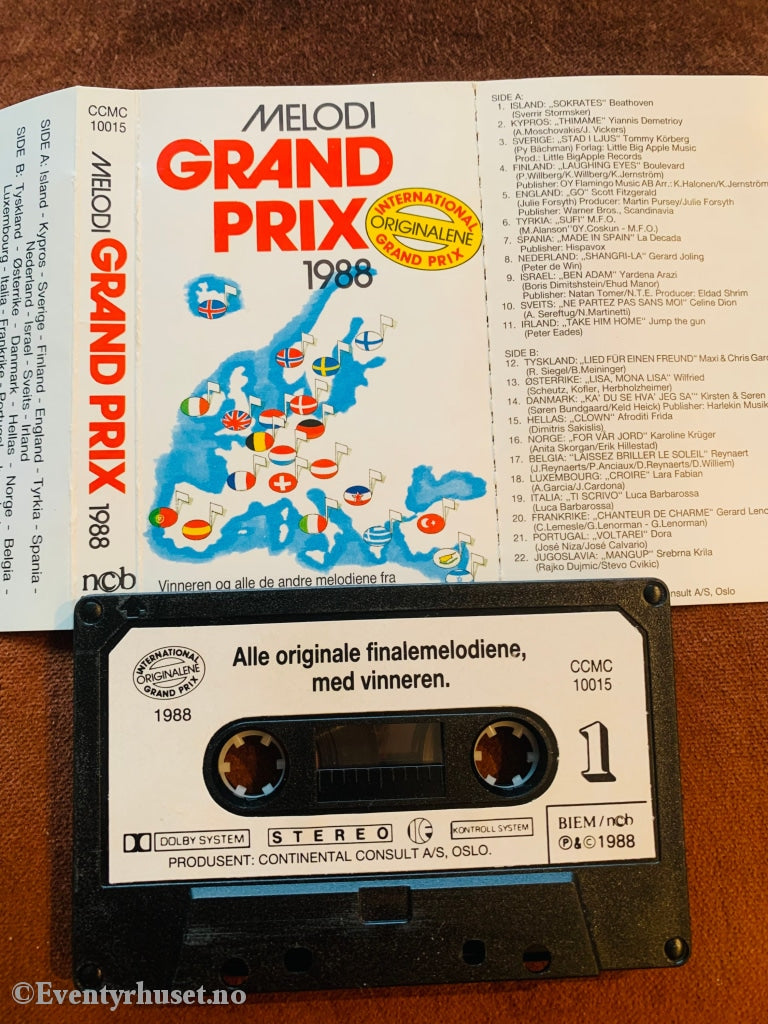 SIDE A: Island - Kypros - Sverige - Finland - England - Tyrkia - Spania -
Nederland - Israel - Sveits - Irland
SIDE B: Tyskland - Østerrike - Danmark - Hellas - Norge - Belgia -
Luxembourg - Italia - Frankrike - Portugal
CCMC
10015
MELODI GRAND PRIX 1988
ncb
MELODI
GRAND
PRIX
1988
INTERNATIONAL
ORIGINALENE
GRAND PRIX
Vinneren og alle de andre melodiene fra
SIDE A:
1. ISLAND: „SOKRATES" Beathoven
(Sverrir Stormsker)
2. KYPROS: „THIMAME" Yiannis Demetrioy
(A.Moschovakis/J. Vickers)
3. SVERIGE: „STAD I LJUS" Tommy Körberg
(Py Bächman) Forlag: Little Big Apple Music
Prod.: Little BigApple Records
4. FINLAND: „LAUGHING EYES" Boulevard
(P.Willberg/K.Willberg/K.Jernström)
Publisher: OY Flamingo Music AB Arr.: K.Halonen/K.Jernström
5. ENGLAND: „GO" Scott Fitzgerald
(Julie Forsyth) Producer: Martin Pursey/Julie Forsyth
Publisher: Warner Bros., Scandinavia
6. TYRKIA: „SUFI" M.F.O.
(M.Alanson"0Y.Coskun - M.F.O.)
7. SPANIA: „MADE IN SPAIN" La Decada
Publisher: Hispavox
8. NEDERLAND: „SHANGRI-LA" Gerard Joling
(Peter de Win)
9. ISRAEL: „BEN ADAM" Yardena Arazi
(Boris Dimitshstein/Ehud Manor)
Publisher: Natan Tomer/N.T.E. Producer: Eldad Shrim
10. SVEITS: „NE PARTEZ PAS SANS MOI" Celine Dion
(A. Sereftug/N.Martinetti)
11. IRLAND: „TAKE HIM HOME" Jump the gun
(Peter Eades)
SIDE B:
12. TYSKLAND: „LIED FÜR EINEN FREUND" Maxi & Chris Gard
(R. Siegel/B.Meininger)
13. ØSTERRIKE: „LISA, MONA LISA" Wilfried
(Scheutz, Kofler, Herbholzheimer)
14. DANMARK: „KA' DU SE HVA' JEG SA'" Kirsten & Søren
(Søren Bundgaard/Keld Heick) Publisher: Harlekin Musik
15. HELLAS: „CLOWN" Afroditi Frida
(Dimitris Sakislis)
16. NORGE: „FOR VÅR JORD" Karoline Krüger
(Anita Skorgan/Erik Hillestad)
17. BELGIA: "LAISSEZ BRILLER LE SOLEIL" Reynaert
(J.Reynaerts/P.Anciaux/D.Reynaerts/D.Williem)
18. LUXEMBOURG: „CROIRE" Lara Fabian
(A.Garcia/J.Cardona)
19. ITALIA: „TI SCRIVO" Luca Barbarossa
(Luca Barbarossa)
20. FRANKRIKE: „CHANTEUR DE CHARME" Gerard Leno
(C.Lemesle/G.Lenorman - G.Lenorman)
21. PORTUGAL: „VOLTAREI" Dora
(José Niza/José Calvario)
22. JUGOSLAVIA: „MANGUP" Srebrna Krila
(Rajko Dujmic/Stevo Cvikic)
nsult A/S, Oslo
INTERNATIONAL
ORIGINALENE
GRAND PRIX
1988
Alle originale finalemelodiene,
med vinneren.
CCMC
10015
1
DOLBY SYSTEM
STEREO
KONTROLL SYSTEM
PRODUSENT: CONTINENTAL CONSULT A/S, OSLO.
BIEM/ncb
Ⓟ&©1988
©Eventyrhuset.no